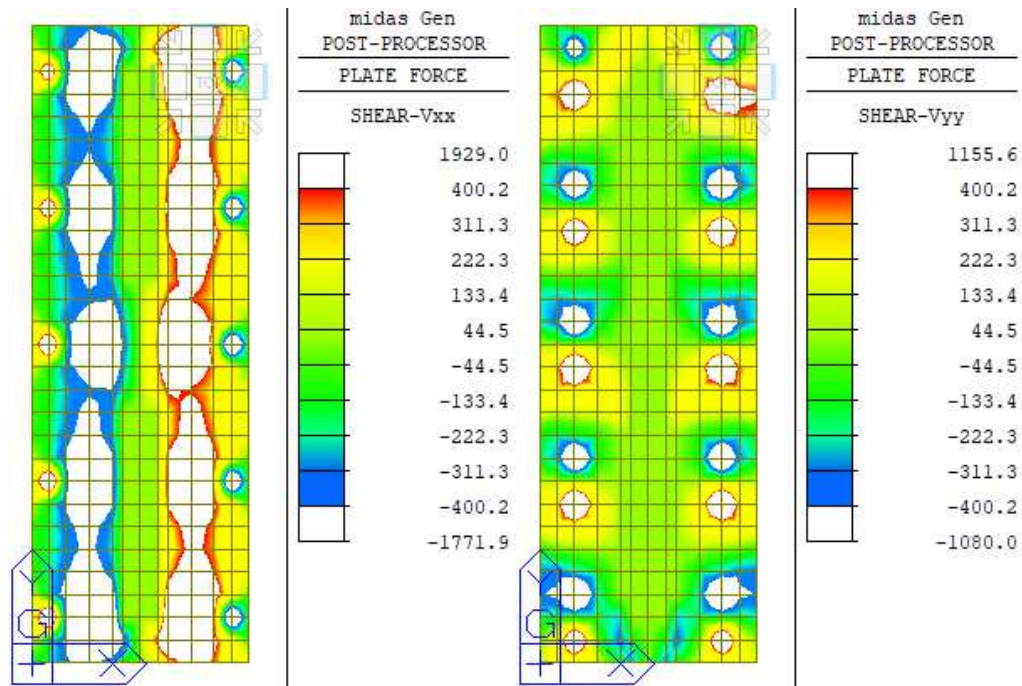 midas Gen
POST-PROCESSOR
PLATE FORCE
SHEAR-Vxx
1929.0
400.2
311.3
222.3
133.4
44.5
-44.5
-133.4
-222.3
-311.3
-400.2
-1771.9
TOP
G
Y
X
midas Gen
POST-PROCESSOR
PLATE FORCE
SHEAR-Vyy
1155.6
400.2
311.3
222.3
133.4
44.5
-44.5
-133.4
-222.3
-311.3
-400.2
-1080.0
G
Y
X